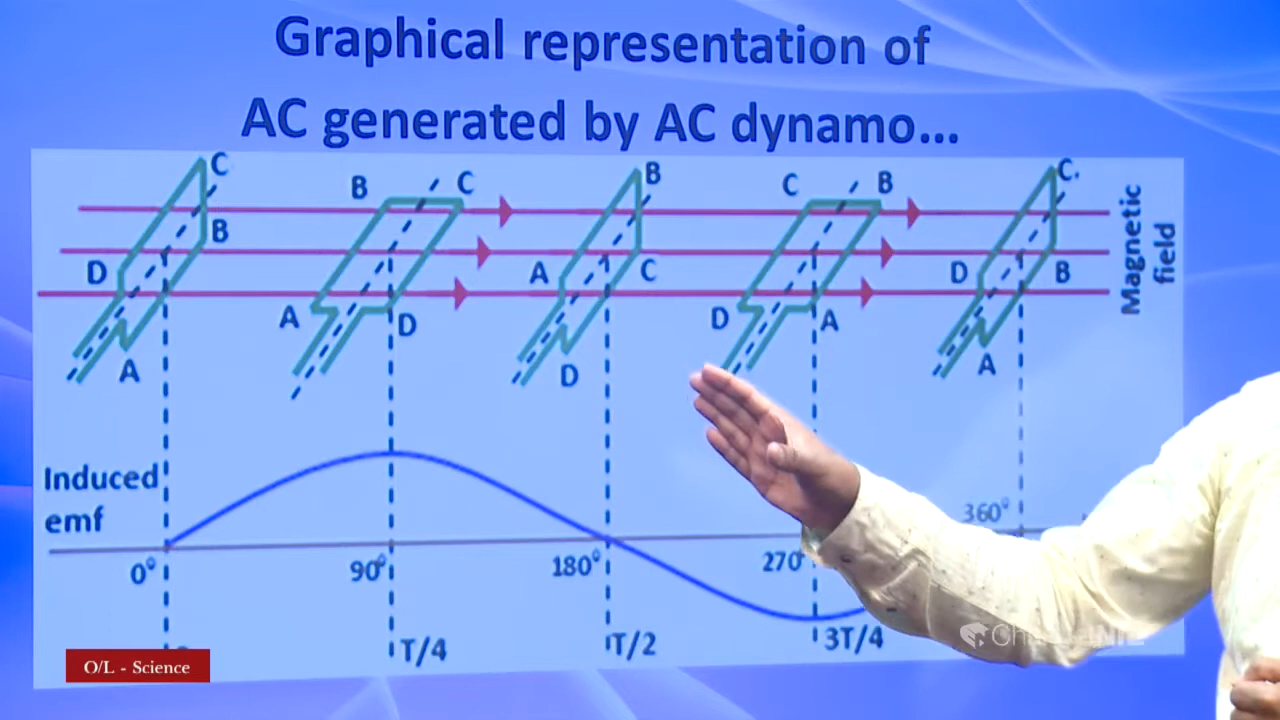 Graphical representation of
AC generated by AC dynamo...
C
B
D
A
B
C
A
D
B
A
C
D
C
B
D
A
C.
D
B
A
Magnetic
field
Induced
emf
0°
90°
180°
270
360°
T/4
T/2
3T/4
O/L - Science